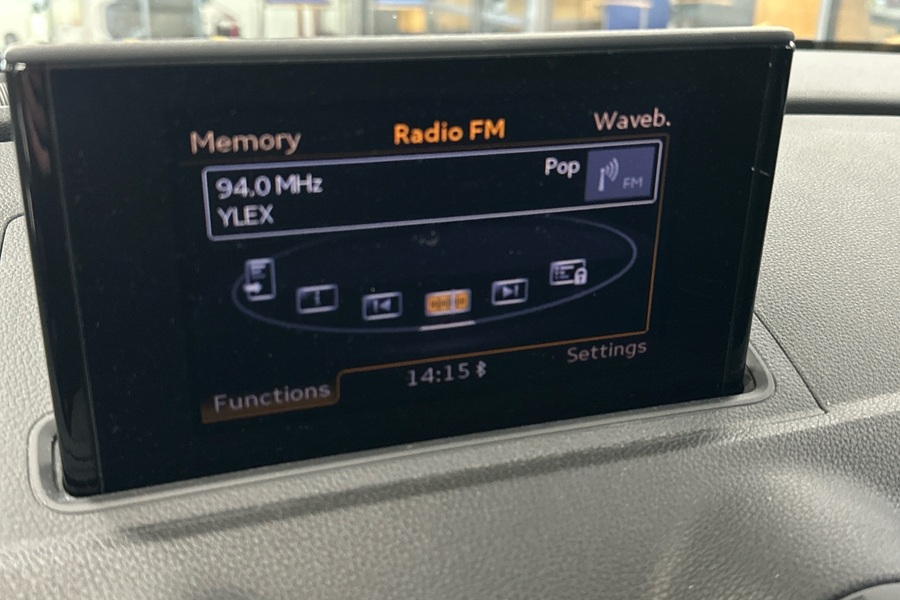 Memory
Radio FM
Waveb.
94.0 MHz
YLEX
Pop
FM
Functions
14:15
Settings